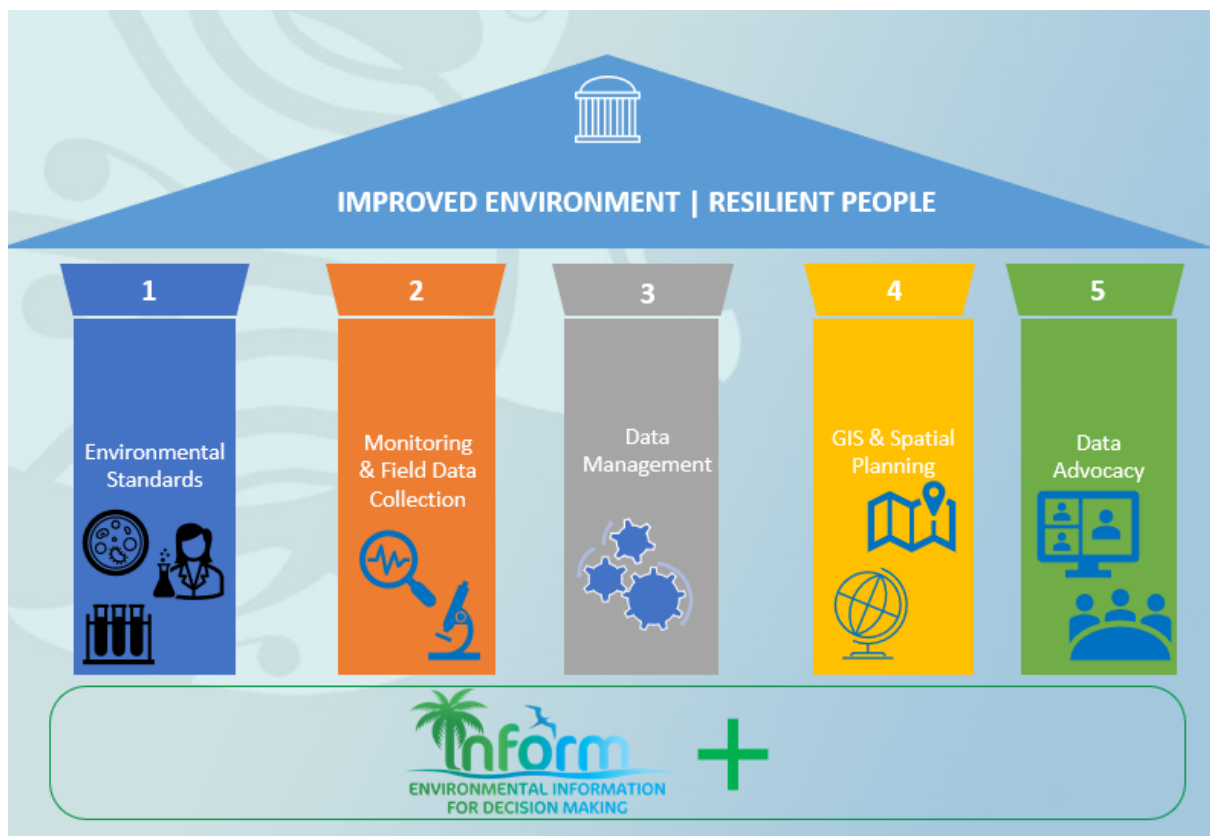 IMPROVED ENVIRONMENT | RESILIENT PEOPLE
1
2
3
4
5
Environmental
Standards
Monitoring
& Field Data
Collection
Data
Management
GIS & Spatial
Planning
Data
Advocacy
Inform
ENVIRONMENTAL INFORMATION
FOR DECISION MAKING
+